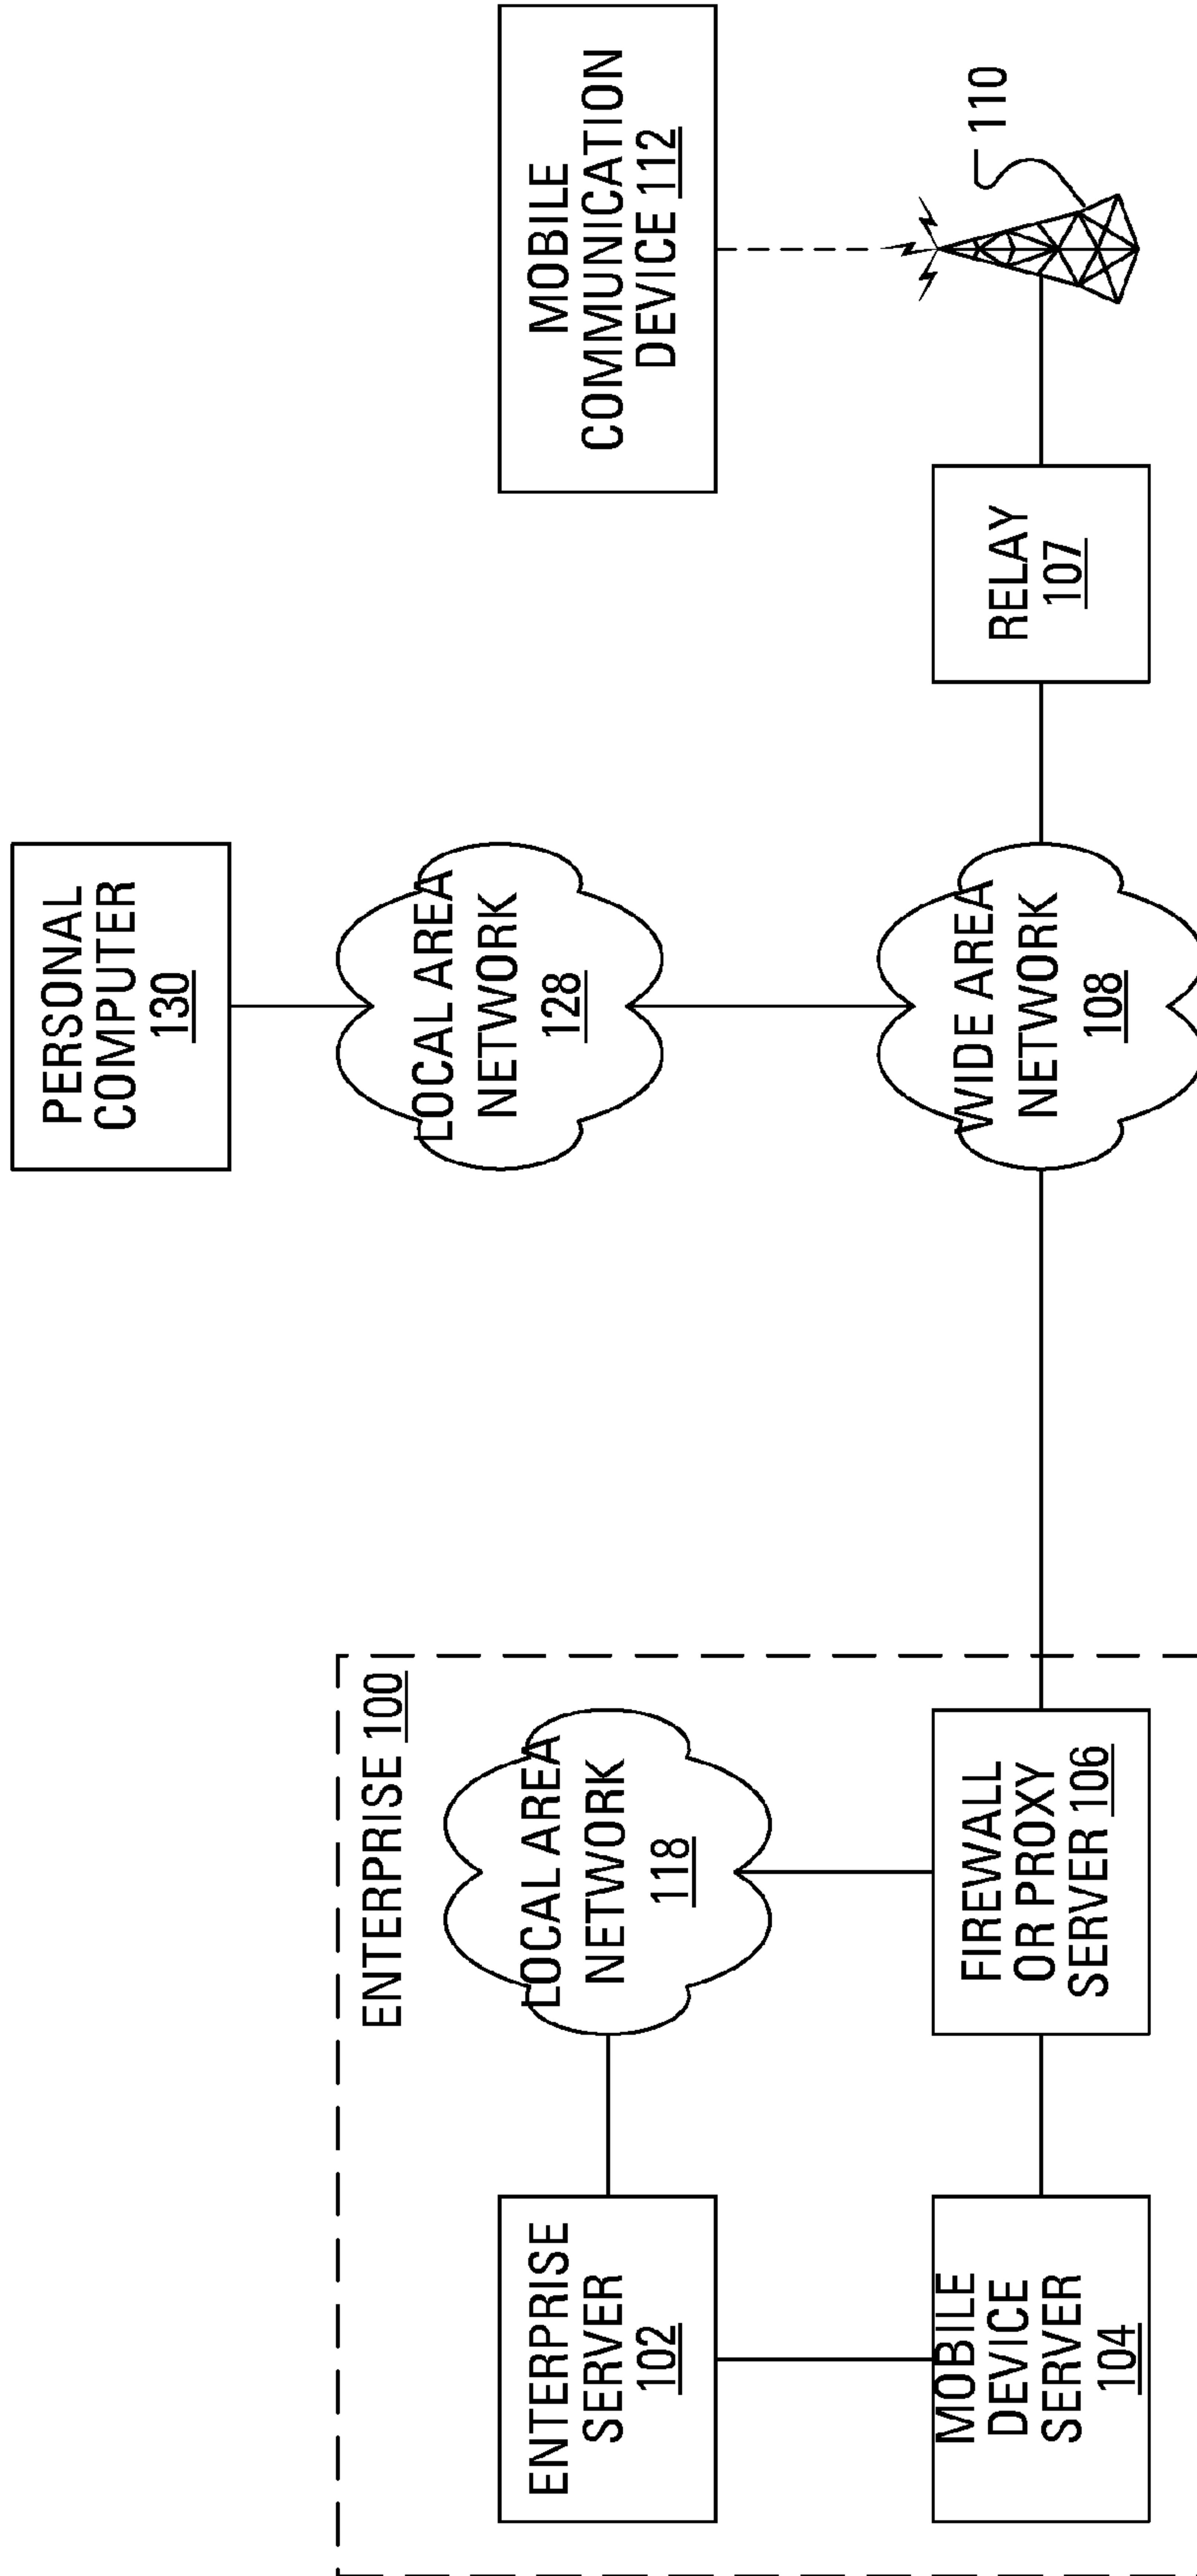 ENTERPRISE 100
ENTERPRISE
SERVER
102
LOCAL AREA
NETWORK
118
MOBILE
DEVICE
SERVER
104
FIREWALL
OR PROXY
SERVER 106
PERSONAL
COMPUTER
130
LOCAL AREA
NETWORK
128
WIDE AREA
NETWORK
108
RELAY
107
MOBILE
COMMUNICATION
DEVICE 112
110